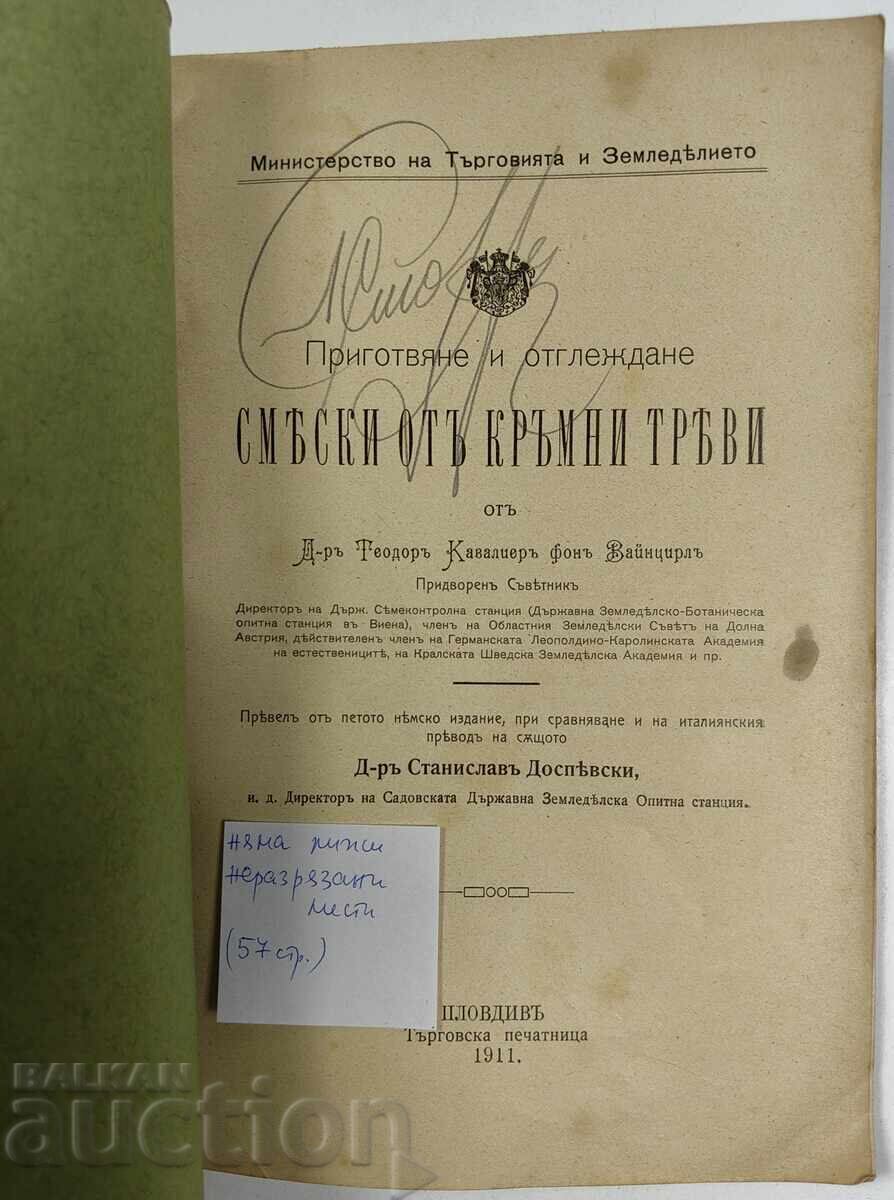 Министерство на Търговията и Земледѣлието
Приготвяне и отглеждане
СМѢСКИ ОТЪ КРЪМНИ ТРѢВИ
отъ
Д-ръ Теодоръ Кавалиеръ фонъ Вайнцирлъ
Придворенъ Съвѣтникъ
Директоръ на Държ. Сѣмеконтролна станция (Държавна Земледѣлско-Ботаническа
опитна станция въ Виена), членъ на Областния Земледѣлски Съвѣтъ на Долна
Австрия, дѣйствителенъ членъ на Германската Леополдино-Каролинската Академия
на естественицитѣ, на Кралската Шведска Земледѣлска Академия и пр.
Прѣвелъ отъ петото нѣмско издание, при сравняване и на италиянския
прѣводъ на сѫщото
Д-ръ Станиславъ Доспѣвски,
и. д. Директоръ на Садовската Държавна Земледѣлска Опитна станция.
няма липси
неразрязани
листи
(57 стр.)
ПЛОВДИВЪ
Търговска печатница
1911.
BALKAN
auction